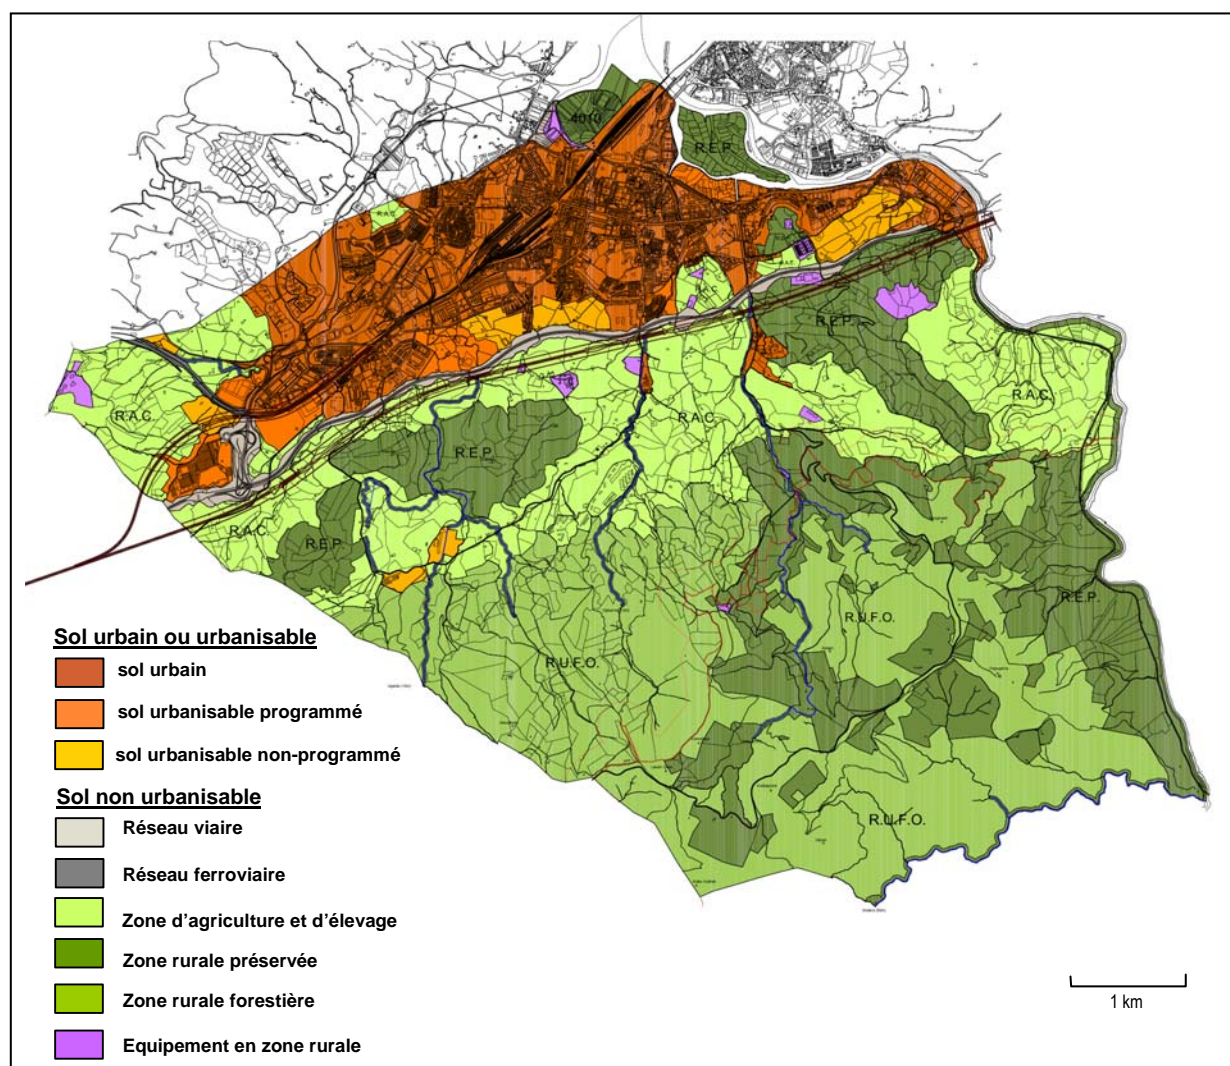 4010
R.E.P.
R.A.C.
R.A.E.
R.A.C.
R.E.P.
R.A.C.
R.A.C.
R.A.C.
R.E.P.
R.A.C.
R.E.P.
R.E.P.
R.U.F.O.
R.U.F.O.
R.U.F.O.
Sol urbain ou urbanisable
sol urbain
sol urbanisable programmé
sol urbanisable non-programmé
Sol non urbanisable
Réseau viaire
Réseau ferroviaire
Zone d'agriculture et d'élevage
Zone rurale préservée
Zone rurale forestière
Equipement en zone rurale
1 km